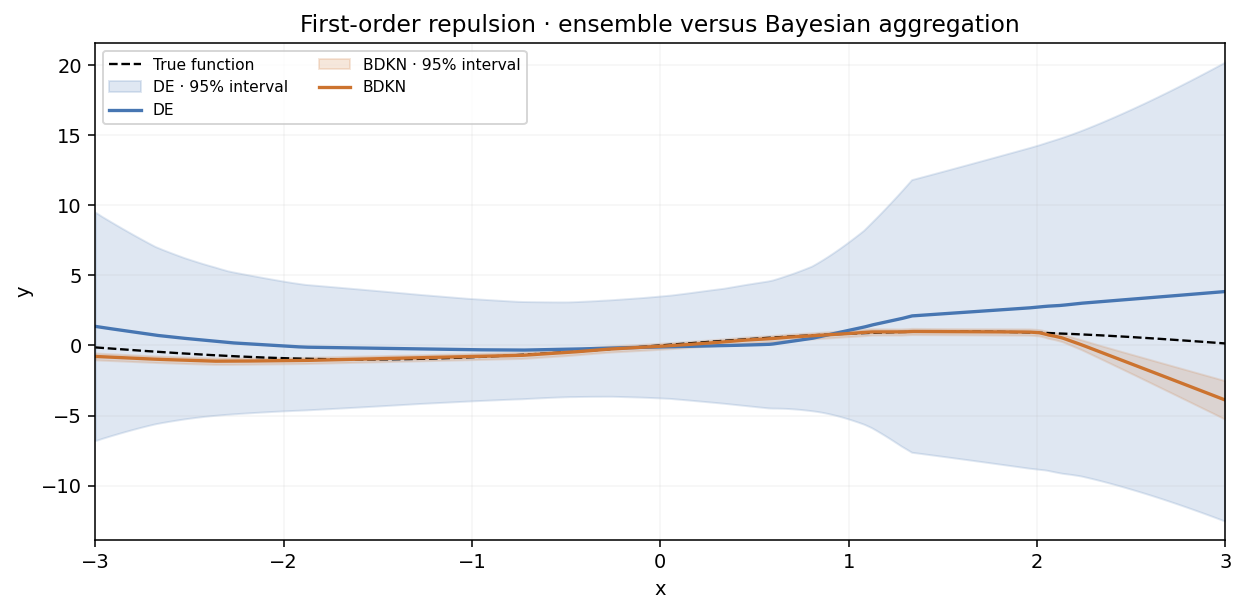 First-order repulsion · ensemble versus Bayesian aggregation
True function
DE · 95% interval
DE
BDKN · 95% interval
BDKN
20
15
10
5
0
−5
−10
y
−3
−2
−1
0
1
2
3
x